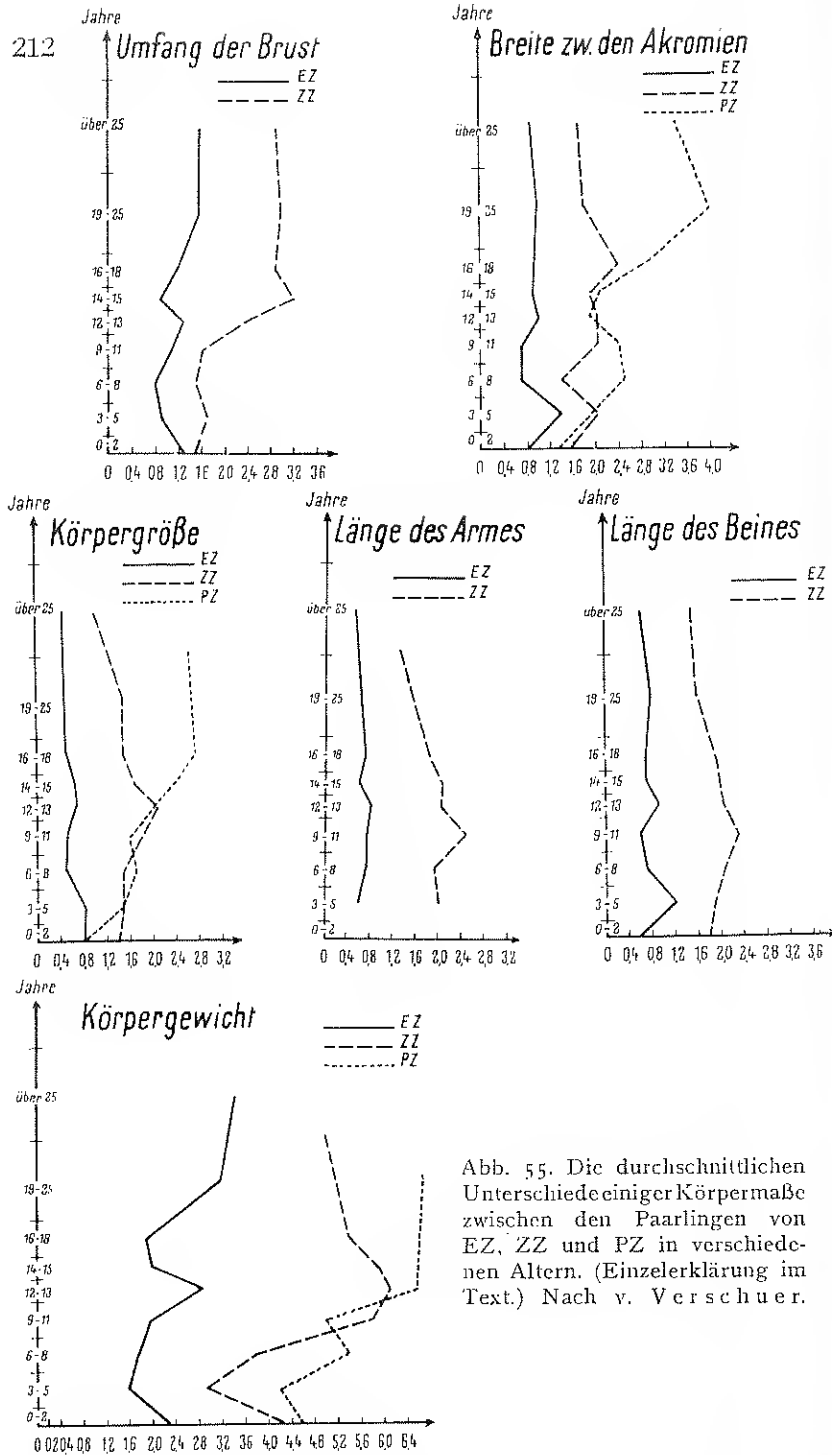 212
Jahre
Umfang der Brust
EZ
ZZ
über 25
19-25
16-18
14-15
12-13
9-11
6-8
3-5
0-2
0 0,4 0,8 1,2 1,6 2,0 2,4 2,8 3,2 3,6
Jahre
Breite zw. den Akromien
EZ
ZZ
PZ
über 25
19-25
16-18
14-15
12-13
9-11
6-8
3-5
0-2
0 0,4 0,8 1,2 1,6 2,0 2,4 2,8 3,2 3,6 4,0
Jahre
Körpergröße
EZ
ZZ
PZ
über 25
19-25
16-18
14-15
12-13
9-11
6-8
3-5
0-2
0 0,4 0,8 1,2 1,6 2,0 2,4 2,8 3,2
Jahre
Länge des Armes
EZ
ZZ
über 25
19-25
16-18
14-15
12-13
9-11
6-8
3-5
0-2
0 0,4 0,8 1,2 1,6 2,0 2,4 2,8 3,2
Jahre
Länge des Beines
EZ
ZZ
über 25
19-25
16-18
14-15
12-13
9-11
6-8
3-5
0-2
0 0,4 0,8 1,2 1,6 2,0 2,4 2,8 3,2 3,6
Jahre
Körpergewicht
EZ
ZZ
PZ
über 25
19-25
16-18
14-15
12-13
9-11
6-8
3-5
0-2
0 0,2 0,4 0,8 1,2 1,6 2,0 2,4 2,8 3,2 3,6 4,0 4,4 4,8 5,2 5,6 6,0 6,4
Abb. 55. Die durchschnittlichen
Unterschiede einiger Körpermaße
zwischen den Paarlingen von
EZ, ZZ und PZ in verschiede-
nen Altern. (Einzelerklärung im
Text.) Nach v. Verschuer.